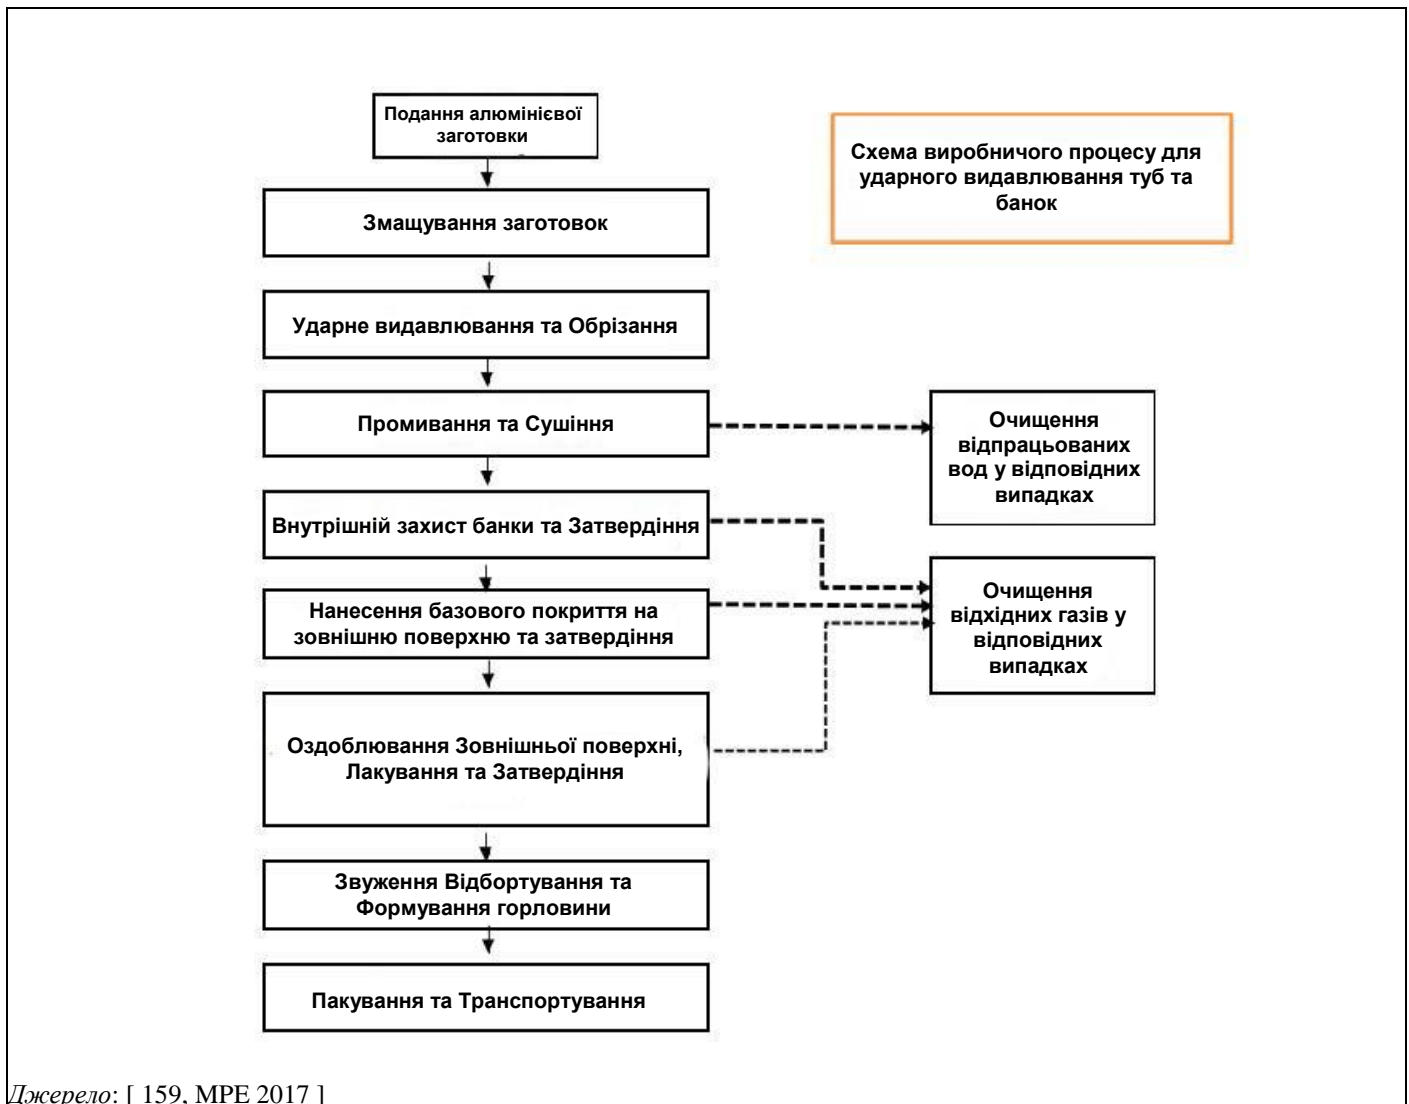 Подання алюмінієвої
заготовки
Схема виробничого процесу для
ударного видавлювання туб та
банок
Змащування заготовок
Ударне видавлювання та Обрізання
Промивання та Сушіння
Очищення
відпрацьованих
вод у відповідних
випадках
Внутрішній захист банки та Затвердіння
Нанесення базового покриття на
зовнішню поверхню та затвердіння
Очищення
відхідних газів у
відповідних
випадках
Оздоблювання Зовнішньої поверхні,
Лакування та Затвердіння
Звуження Відбортування та
Формування горловини
Пакування та Транспортування
Джерело: [ 159, MPE 2017 ]